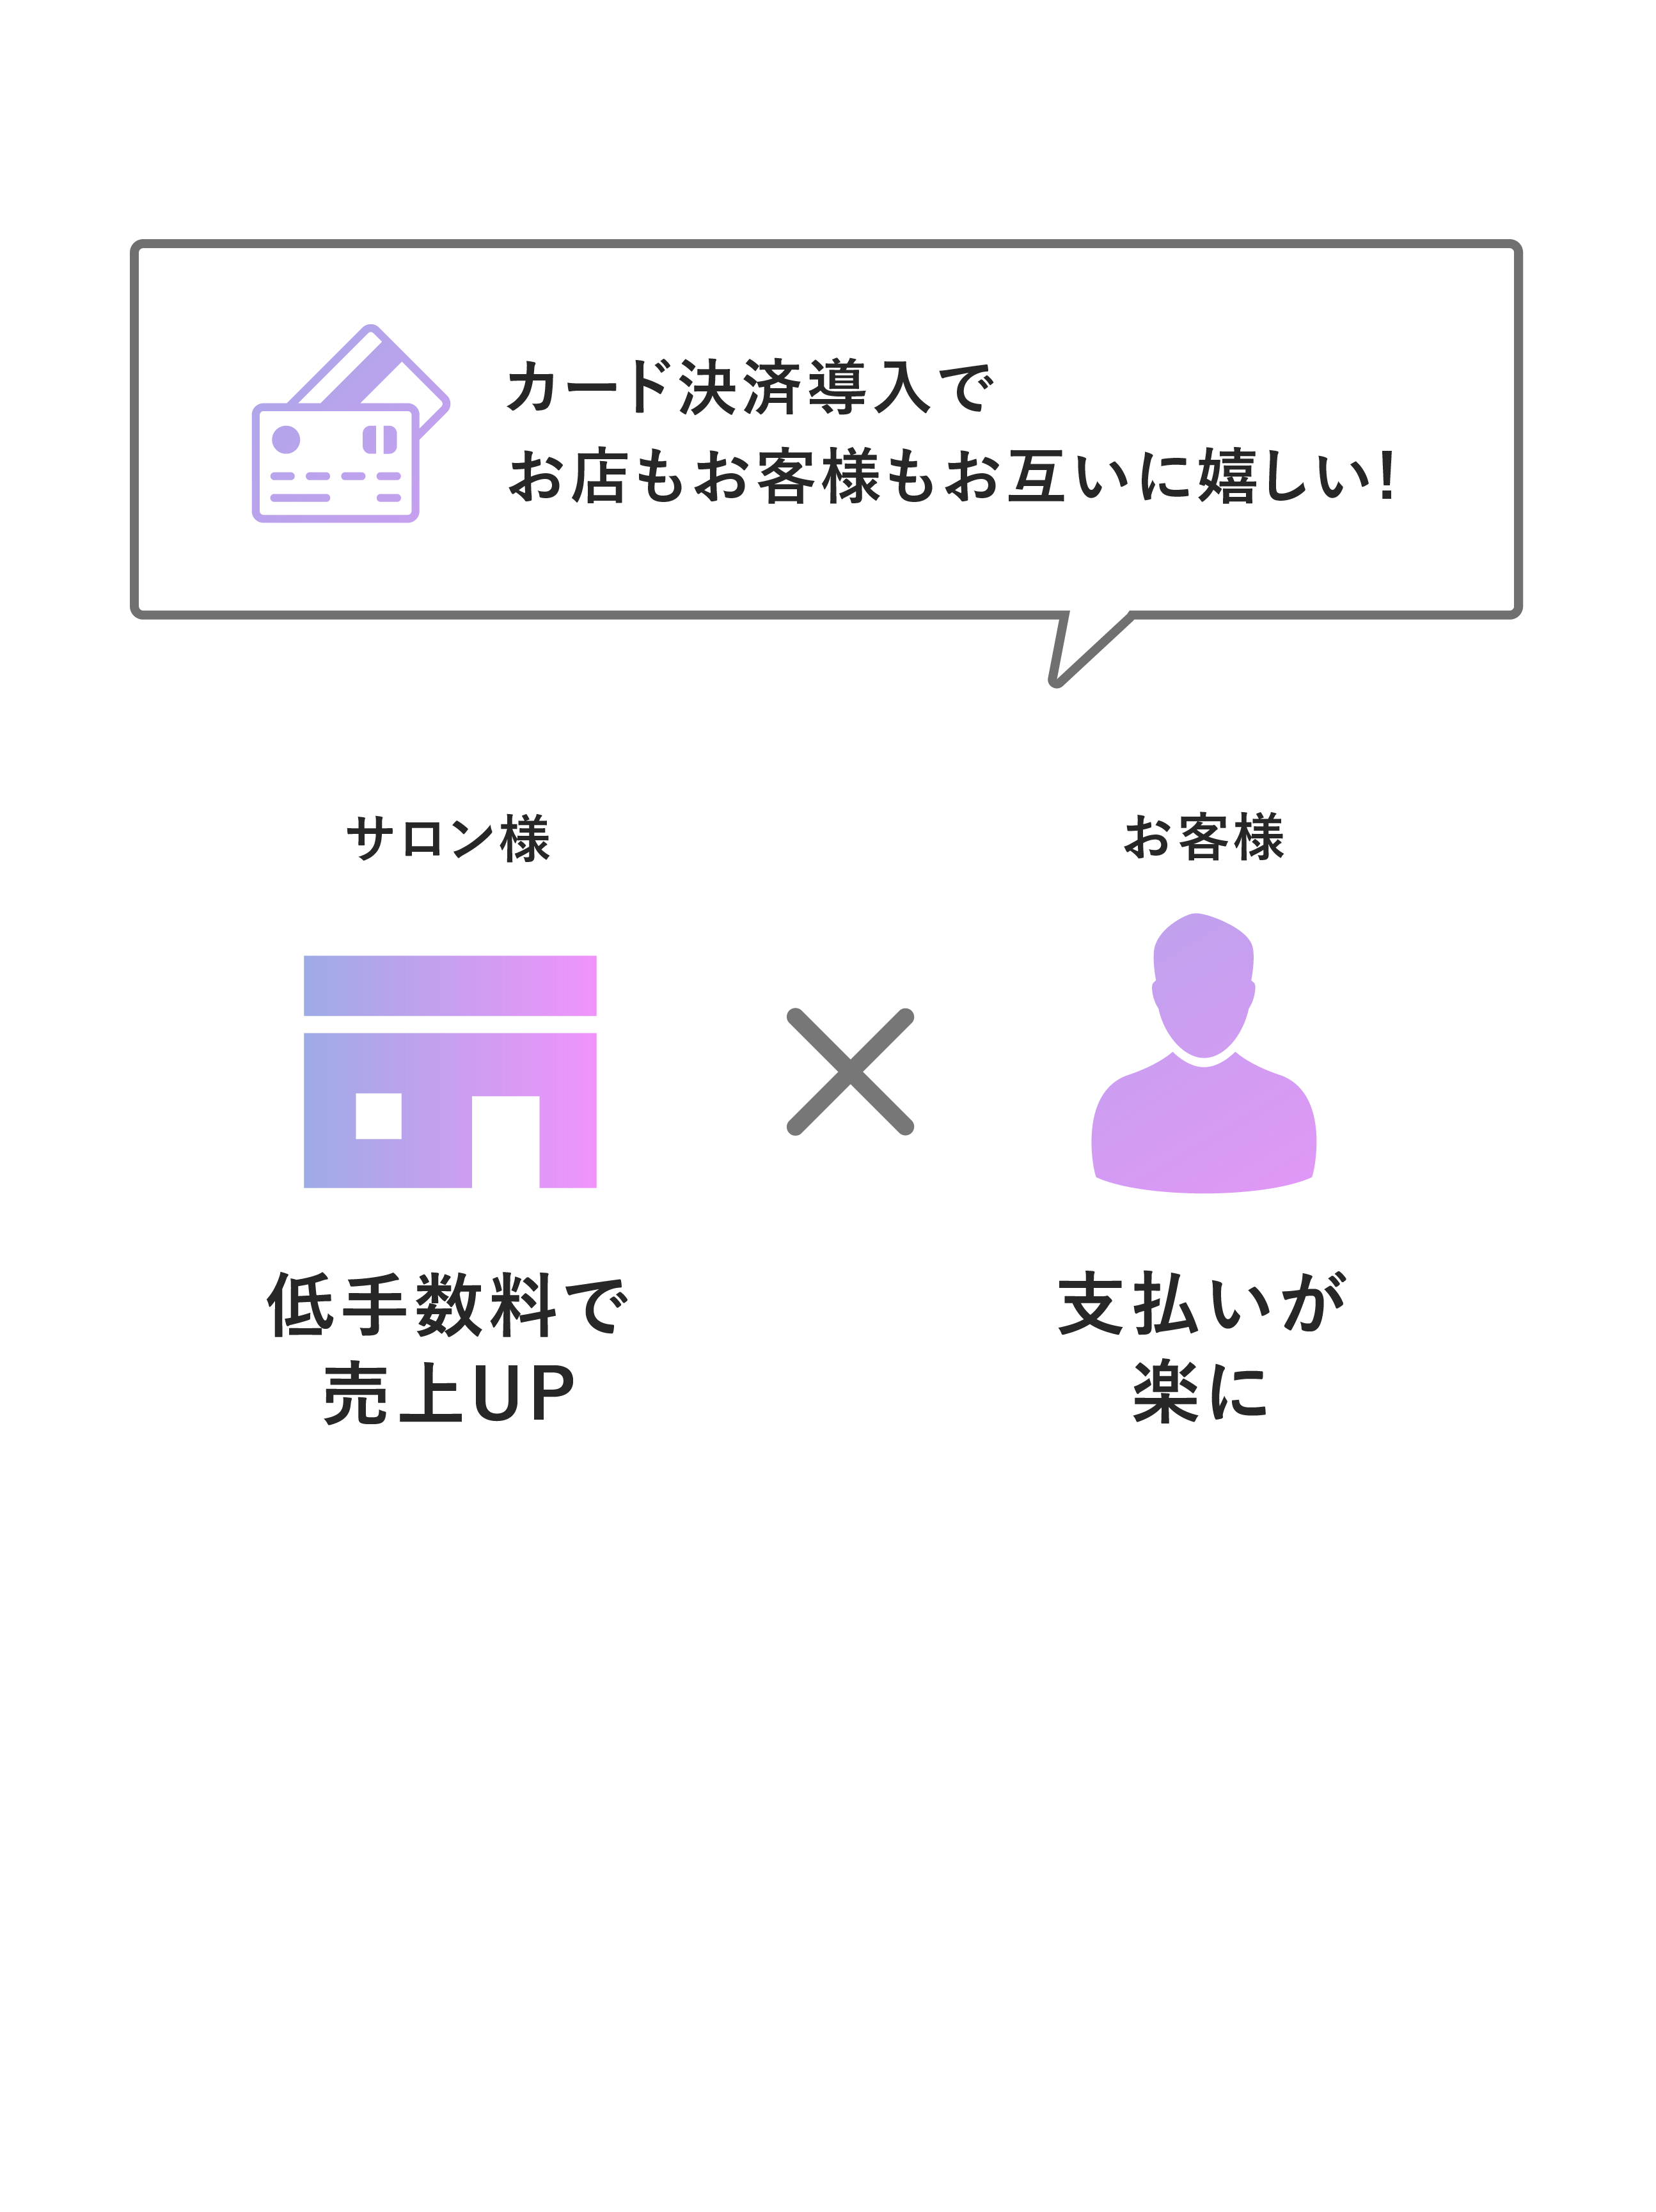 カード決済導入で
お店もお客様もお互いに嬉しい!
サロン様
お客様
低手数料で
売上UP
支払いが
楽に